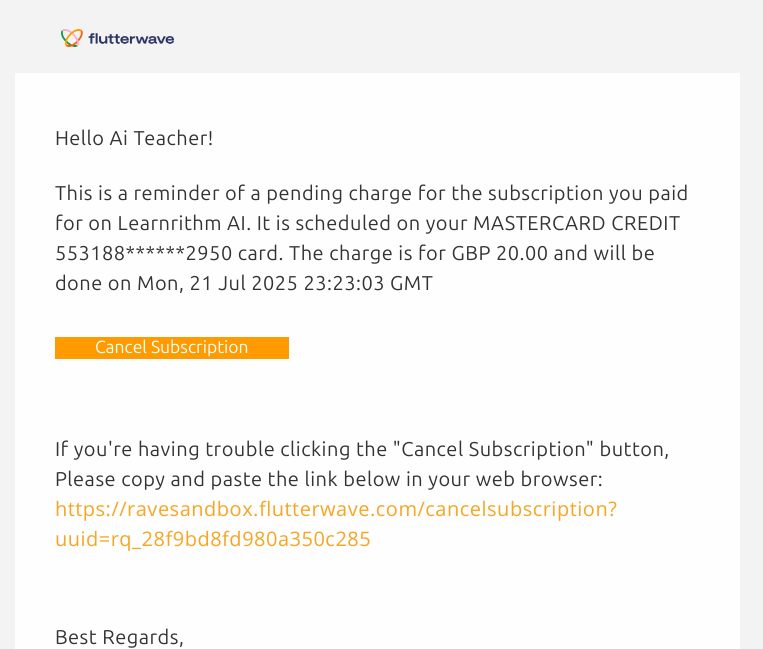 flutterwave
Hello Ai Teacher!
This is a reminder of a pending charge for the subscription you paid
for on Learnrithm AI. It is scheduled on your MASTERCARD CREDIT
553188******2950 card. The charge is for GBP 20.00 and will be
done on Mon, 21 Jul 2025 23:23:03 GMT
Cancel Subscription
If you're having trouble clicking the "Cancel Subscription" button,
Please copy and paste the link below in your web browser:
https://ravesandbox.flutterwave.com/cancelsubscription?
uuid=rq_28f9bd8fd980a350c285
Best Regards,